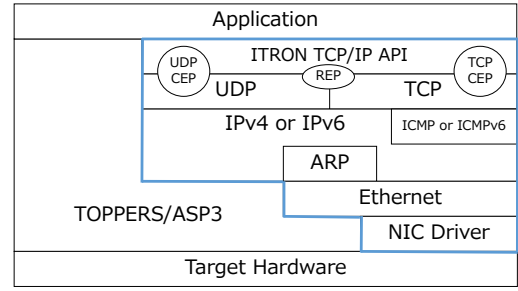 Application
ITRON TCP/IP API
UDP
CEP
REP
TCP
CEP
UDP
TCP
IPv4 or IPv6
ICMP or ICMPv6
ARP
Ethernet
TOPPERS/ASP3
NIC Driver
Target Hardware